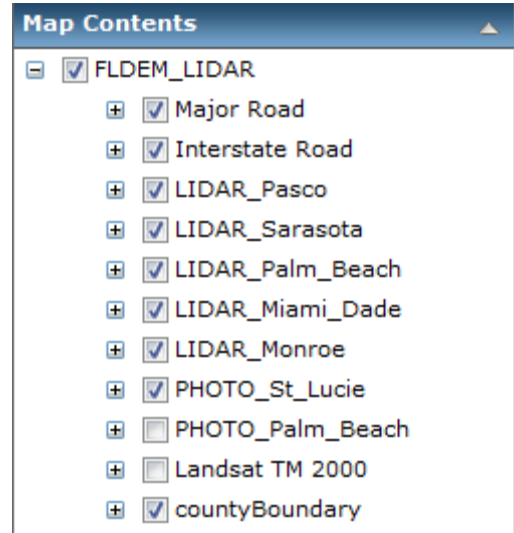 Map Contents
FLDEM_LIDAR
Major Road
Interstate Road
LIDAR_Pasco
LIDAR_Sarasota
LIDAR_Palm_Beach
LIDAR_Miami_Dade
LIDAR_Monroe
PHOTO_St_Lucie
PHOTO_Palm_Beach
Landsat TM 2000
countyBoundary